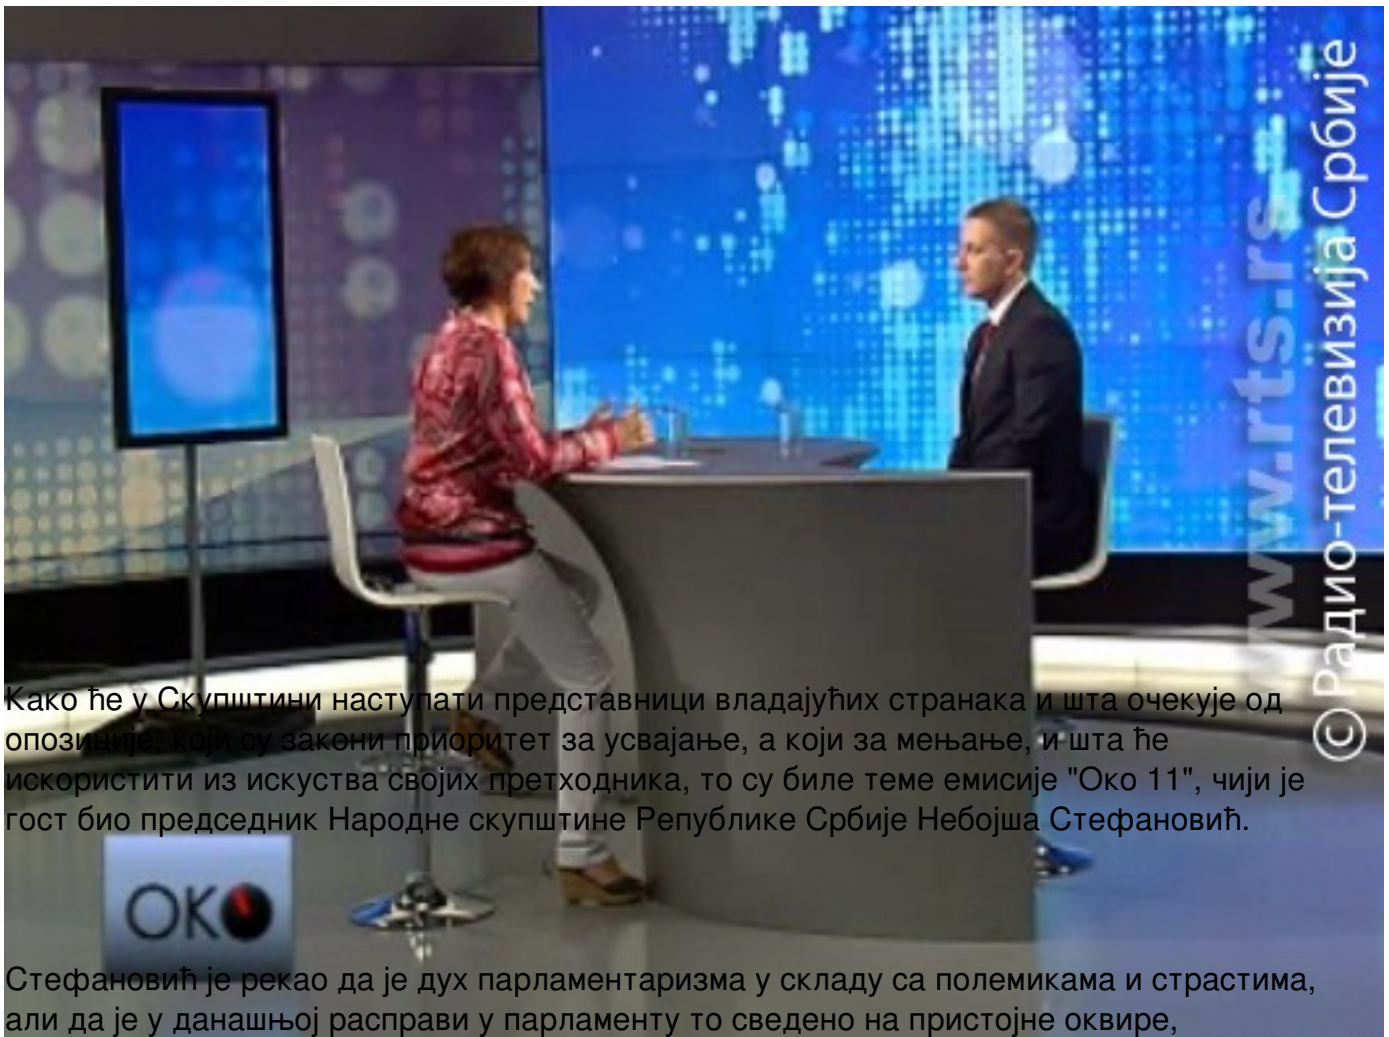 www.rts.rs
© Радио-телевизија Србије
Како ће у Скупштини наступати представници владајућих странака и шта очекује од
опозиције, који су закони приоритет за усвајање, а који за мењање, и шта ће
искористити из искуства својих претходника, то су биле теме емисије "Око 11", чији је
гост био председник Народне скупштине Републике Србије Небојша Стефановић.
ОКО
Стефановић је рекао да је дух парламентаризма у складу са полемикама и страстима,
али да је у данашњој расправи у парламенту то сведено на пристојне оквире,